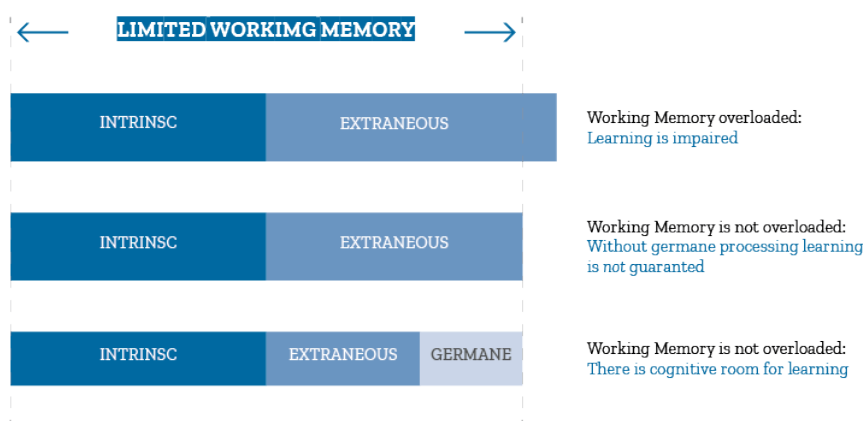 LIMITED WORKIMG MEMORY
INTRINSC
EXTRANEOUS
Working Memory overloaded:
Learning is impaired
INTRINSC
EXTRANEOUS
Working Memory is not overloaded:
Without germane processing learning
is not guaranted
INTRINSC
EXTRANEOUS
GERMANE
Working Memory is not overloaded:
There is cognitive room for learning